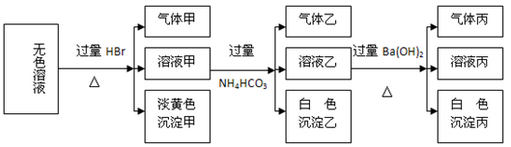 无色
溶液
过量 HBr
△
气体甲
溶液甲
淡黄色
沉淀甲
过量
NH₄HCO₃
气体乙
溶液乙
白 色
沉淀乙
过量 Ba(OH)₂
△
气体丙
溶液丙
白 色
沉淀丙